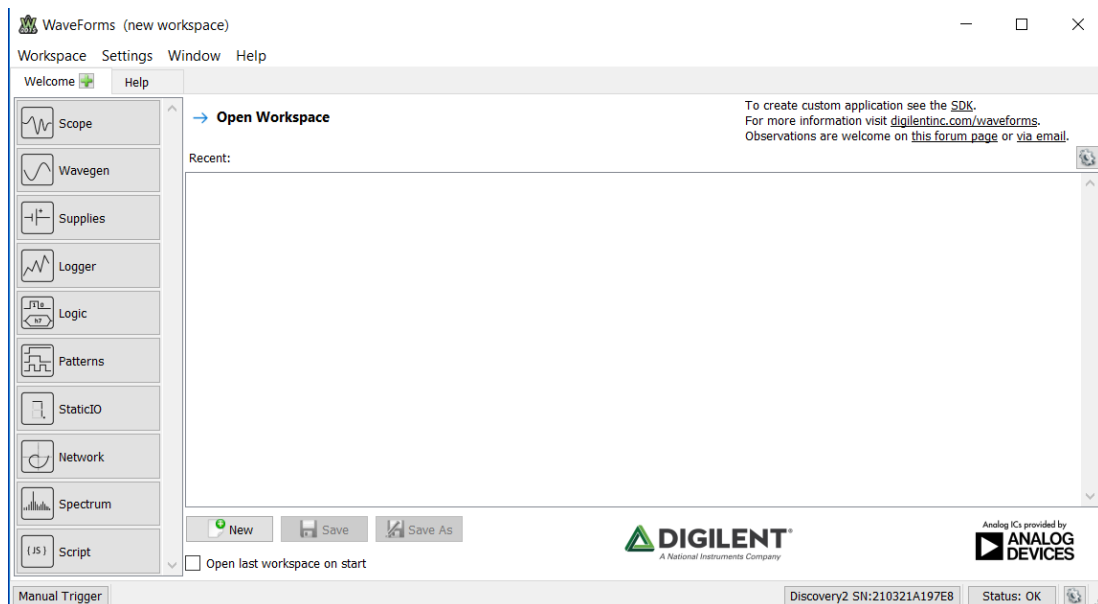 WaveForms (new workspace)
Workspace Settings Window Help
Welcome Help
Scope
Wavegen
Supplies
Logger
Logic
Patterns
StaticIO
Network
Spectrum
{JS} Script
→ Open Workspace
To create custom application see the SDK.
For more information visit digilentinc.com/waveforms.
Observations are welcome on this forum page or via email.
Recent:
New Save Save As
Open last workspace on start
DIGILENT
A National Instruments Company
Analog ICs provided by
ANALOG
DEVICES
Manual Trigger
Discovery2 SN:210321A197E8 Status: OK